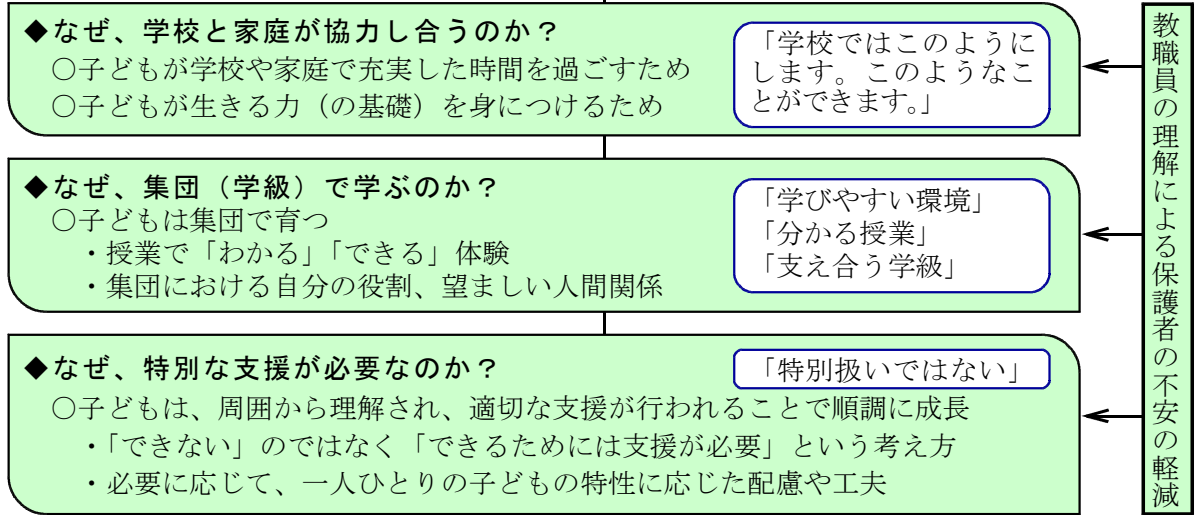 ◆なぜ、学校と家庭が協力し合うのか？
○子どもが学校や家庭で充実した時間を過ごすため
○子どもが生きる力（の基礎）を身につけるため
「学校ではこのように
します。このようなこ
とができます。」
◆なぜ、集団（学級）で学ぶのか？
○子どもは集団で育つ
・授業で「わかる」「できる」体験
・集団における自分の役割、望ましい人間関係
「学びやすい環境」
「分かる授業」
「支え合う学級」
◆なぜ、特別な支援が必要なのか？
「特別扱いではない」
○子どもは、周囲から理解され、適切な支援が行われることで順調に成長
・「できない」のではなく「できるためには支援が必要」という考え方
・必要に応じて、一人ひとりの子どもの特性に応じた配慮や工夫
教職員の理解による保護者の不安の軽減